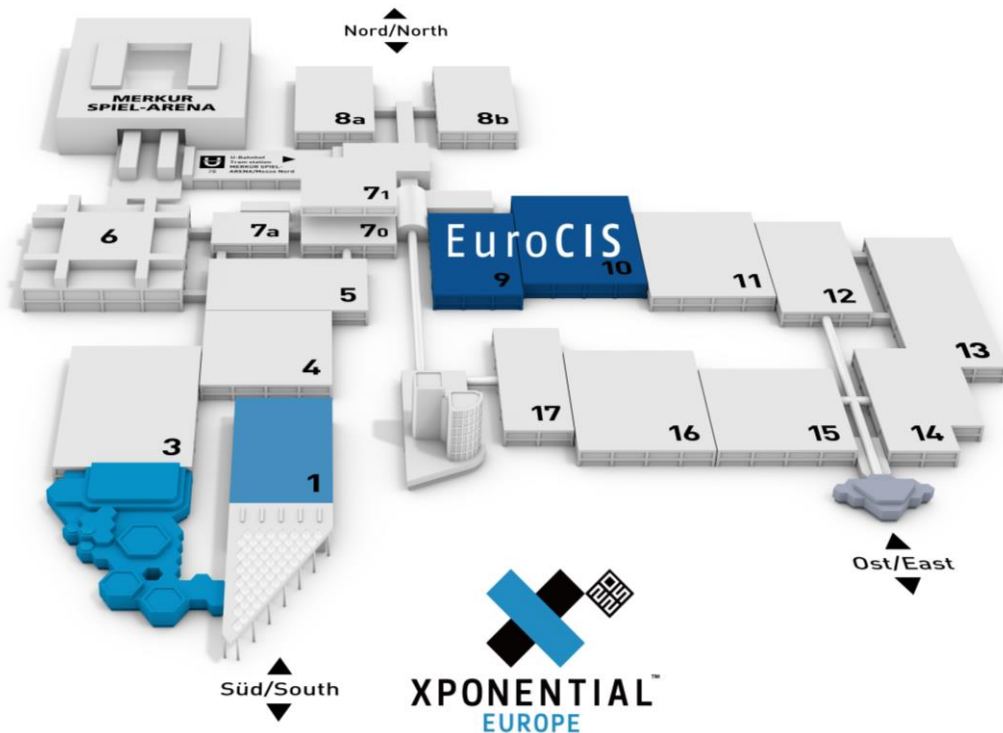 Nord/North
MERKUR
SPIEL-ARENA
8a
8b
U-Bahnhof
Tram station
MERKUR SPIEL-
ARENA/Messe Nord
78
71
6
7a
70
EuroCIS
9
10
11
12
13
5
4
3
1
17
16
15
14
Ost/East
Süd/South
XPONENTIAL™
EUROPE